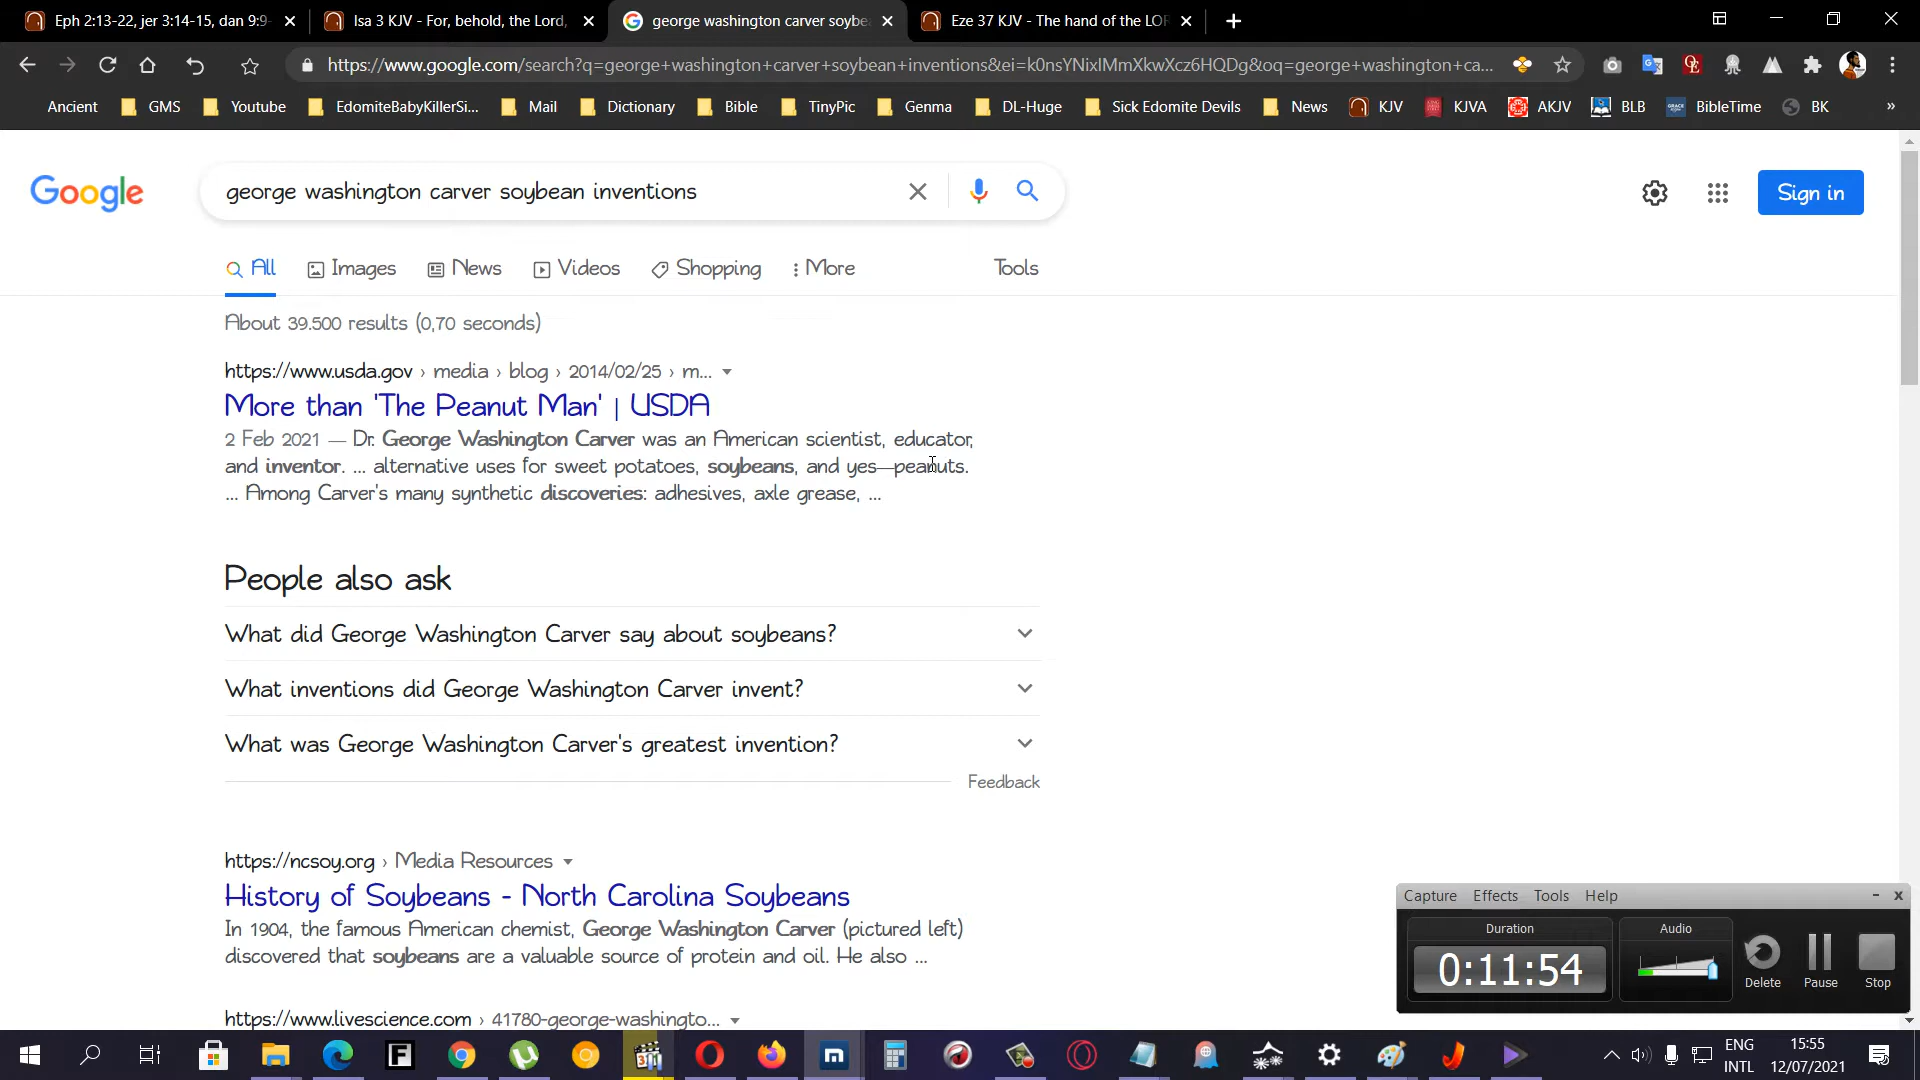 Eph 2:13-22, jer 3:14-15, dan 9:9-
Isa 3 KJV - For, behold, the Lord,
george washington carver soybe
Eze 37 KJV - The hand of the LOR
https://www.google.com/search?q=george+washington+carver+soybean+inventions&ei=k0nsYNixIMmXkwXcz6HQDg&oq=george+washington+ca...
Ancient
GMS
Youtube
EdomiteBabyKillerSi...
Mail
Dictionary
Bible
TinyPic
Genma
DL-Huge
Sick Edomite Devils
News
KJV
KJVA
AKJV
BLB
BibleTime
BK
»
Google
george washington carver soybean inventions
Sign in
All
Images
News
Videos
Shopping
More
Tools
About 39.500 results (0,70 seconds)
https://www.usda.gov › media › blog › 2014/02/25 › m...
More than 'The Peanut Man' | USDA
2 Feb 2021 — Dr. George Washington Carver was an American scientist, educator,
and inventor. ... alternative uses for sweet potatoes, soybeans, and yes—peanuts.
... Among Carver's many synthetic discoveries: adhesives, axle grease, ...
People also ask
What did George Washington Carver say about soybeans?
What inventions did George Washington Carver invent?
What was George Washington Carver's greatest invention?
Feedback
https://ncsoy.org › Media Resources
History of Soybeans - North Carolina Soybeans
In 1904, the famous American chemist, George Washington Carver (pictured left)
discovered that soybeans are a valuable source of protein and oil. He also ...
https://www.livescience.com › 41780-george-washingto...
Capture Effects Tools Help
Duration
Audio
0:11:54
Delete
Pause
Stop
ENG
INTL
15:55
12/07/2021